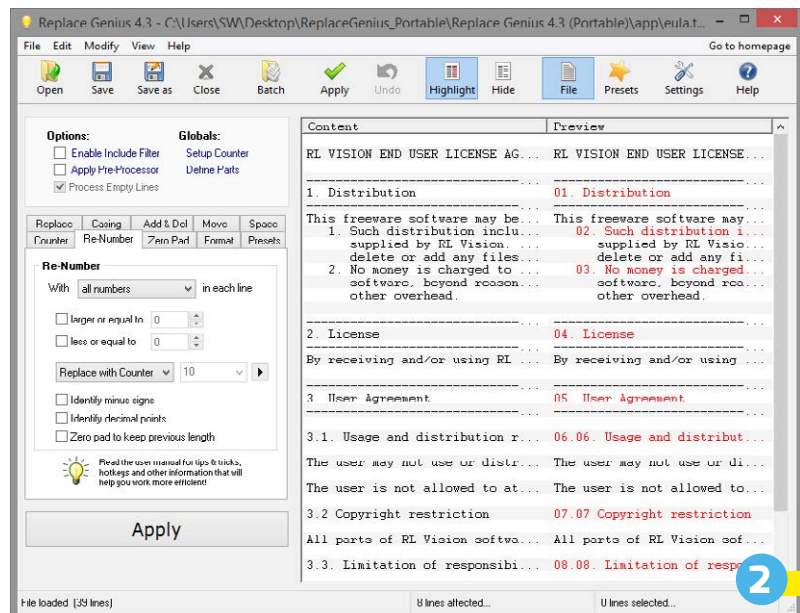 Replace Genius 4.3 - C:\Users\SW\Desktop\ReplaceGenius_Portable\Replace Genius 4.3 (Portable)\app\eula.t...
File Edit Modify View Help Go to homepage
Open Save Save as Close Batch Apply Undo Highlight Hide File Presets Settings Help
Options: Globals:
Enable Include Filter Setup Counter
Apply Pre-Processor Define Parts
Process Empty Lines
Replace Casing Add & Del Move Space
Counter Re-Number Zero Pad Format Presets
Re-Number
With all numbers in each line
larger or equal to 0
less or equal to 0
Replace with Counter 10
Identify minus signs
Identify decimal points
Zero pad to keep previous length
Read the user manual for tips & tricks,
hotkeys and other information that will
help you work more efficient!
Apply
Content Preview
RL VISION END USER LICENSE AG... RL VISION END USER LICENSE...
1. Distribution 01. Distribution
This freeware software may be... This freeware software may...
1. Such distribution inclu... 02. Such distribution i...
supplied by RL Vision. ... supplied by RL Visio...
delete or add any files... delete or add any fi...
2. No money is charged to ... 03. No money is charged...
software, beyond reason... software, beyond rea...
other overhead. other overhead.
2. License 04. License
By receiving and/or using RL ... By receiving and/or using ...
3 User Agreement 05 User Agreement
3.1. Usage and distribution r... 06.06. Usage and distribut...
The user may not use or distr... The user may not use or di...
The user is not allowed to at... The user is not allowed to...
3.2 Copyright restriction 07.07 Copyright restriction
All parts of RL Vision softwa... All parts of RL Vision sof...
3.3. Limitation of responsibi... 08.08. Limitation of respo
2
File loaded (39 lines) 8 lines affected... 0 lines selected...